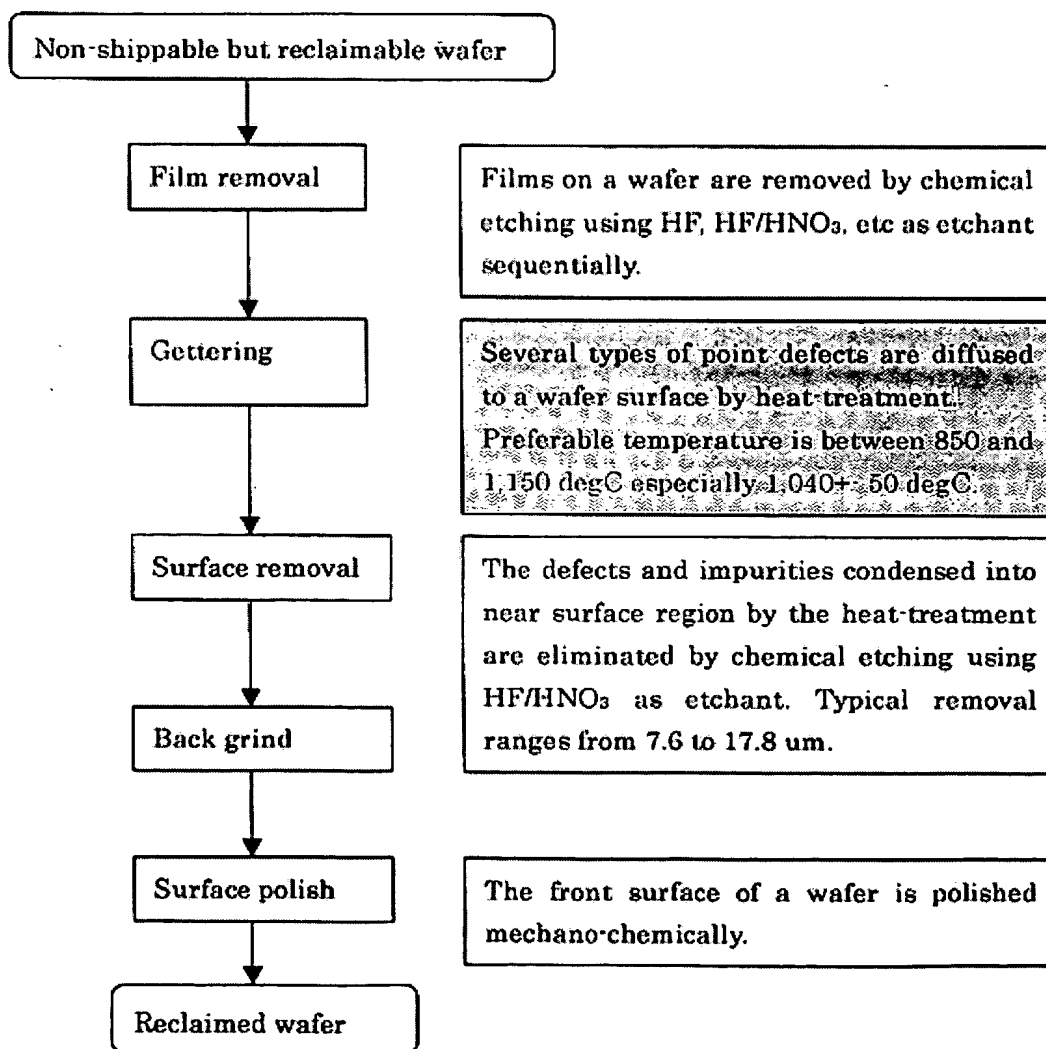 Non-shippable but reclaimable wafer
Film removal
Films on a wafer are removed by chemical
etching using HF, HF/HNO₃, etc as etchant
sequentially.
Gettering
Several types of point defects are diffused
to a wafer surface by heat-treatment.
Preferable temperature is between 850 and
1,150 degC especially 1,040+- 50 degC.
Surface removal
The defects and impurities condensed into
near surface region by the heat-treatment
are eliminated by chemical etching using
HF/HNO₃ as etchant. Typical removal
ranges from 7.6 to 17.8 um.
Back grind
Surface polish
The front surface of a wafer is polished
mechano-chemically.
Reclaimed wafer